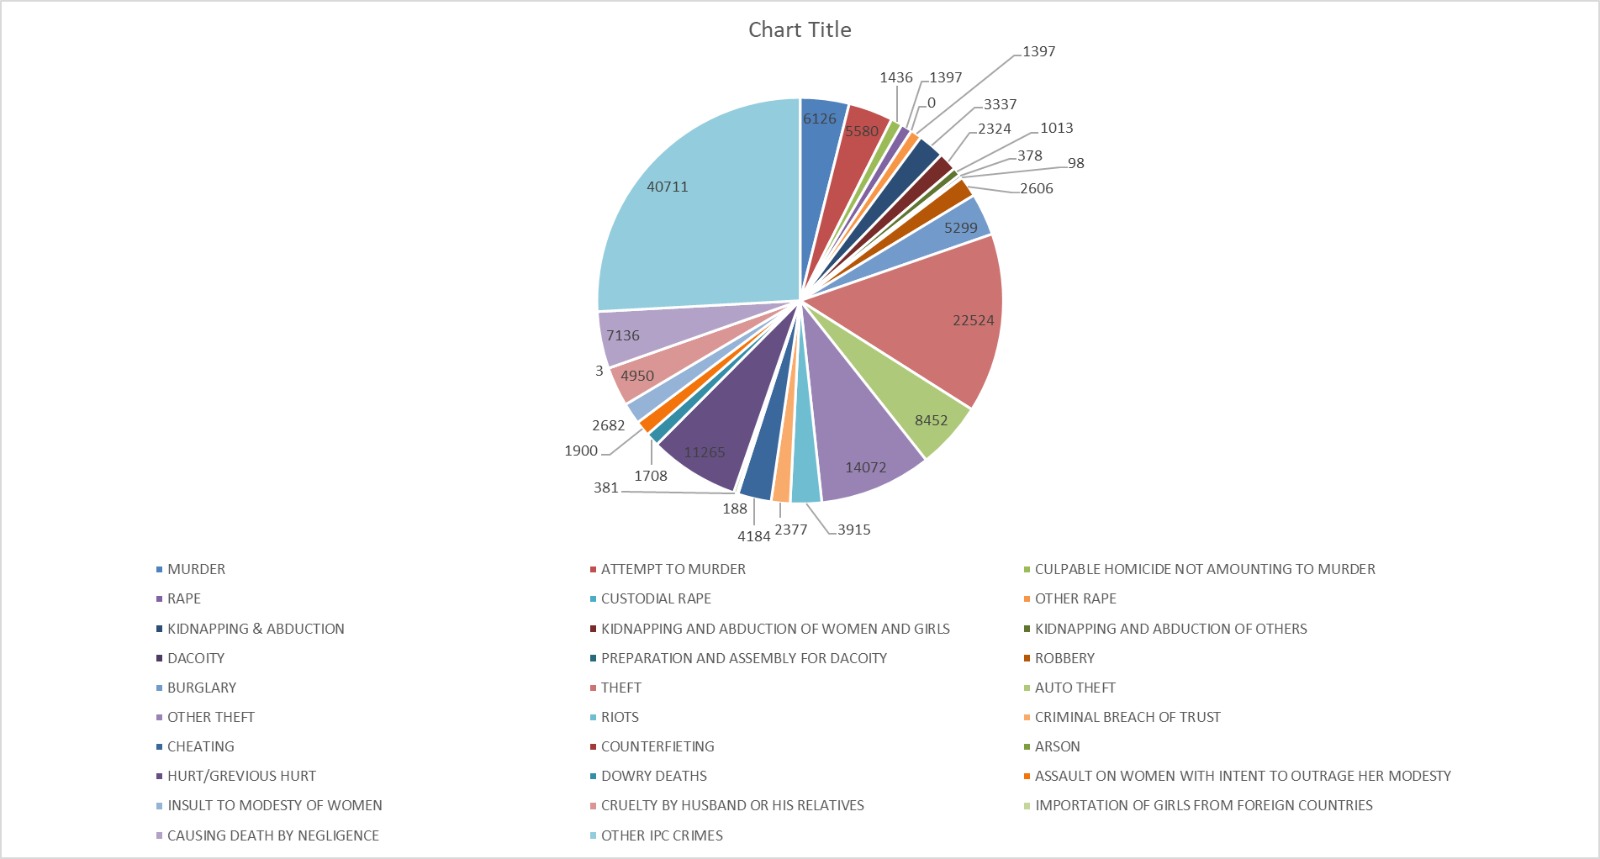 Chart Title
1397
1436
1397
0
3337
6126
5580
2324
1013
378
98
2606
40711
5299
22524
7136
3
4950
8452
2682
1900
11265
14072
1708
381
188
4184
2377
3915
MURDER
ATTEMPT TO MURDER
CULPABLE HOMICIDE NOT AMOUNTING TO MURDER
RAPE
CUSTODIAL RAPE
OTHER RAPE
KIDNAPPING & ABDUCTION
KIDNAPPING AND ABDUCTION OF WOMEN AND GIRLS
KIDNAPPING AND ABDUCTION OF OTHERS
DACOITY
PREPARATION AND ASSEMBLY FOR DACOITY
ROBBERY
BURGLARY
THEFT
AUTO THEFT
OTHER THEFT
RIOTS
CRIMINAL BREACH OF TRUST
CHEATING
COUNTERFIETING
ARSON
HURT/GREVIOUS HURT
DOWRY DEATHS
ASSAULT ON WOMEN WITH INTENT TO OUTRAGE HER MODESTY
INSULT TO MODESTY OF WOMEN
CRUELTY BY HUSBAND OR HIS RELATIVES
IMPORTATION OF GIRLS FROM FOREIGN COUNTRIES
CAUSING DEATH BY NEGLIGENCE
OTHER IPC CRIMES